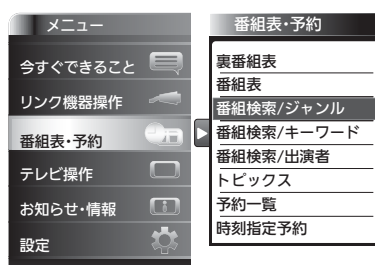 メニュー
今すぐできること
リンク機器操作
番組表・予約
テレビ操作
お知らせ・情報
設定
番組表・予約
裏番組表
番組表
番組検索/ジャンル
番組検索/キーワード
番組検索/出演者
トピックス
予約一覧
時刻指定予約